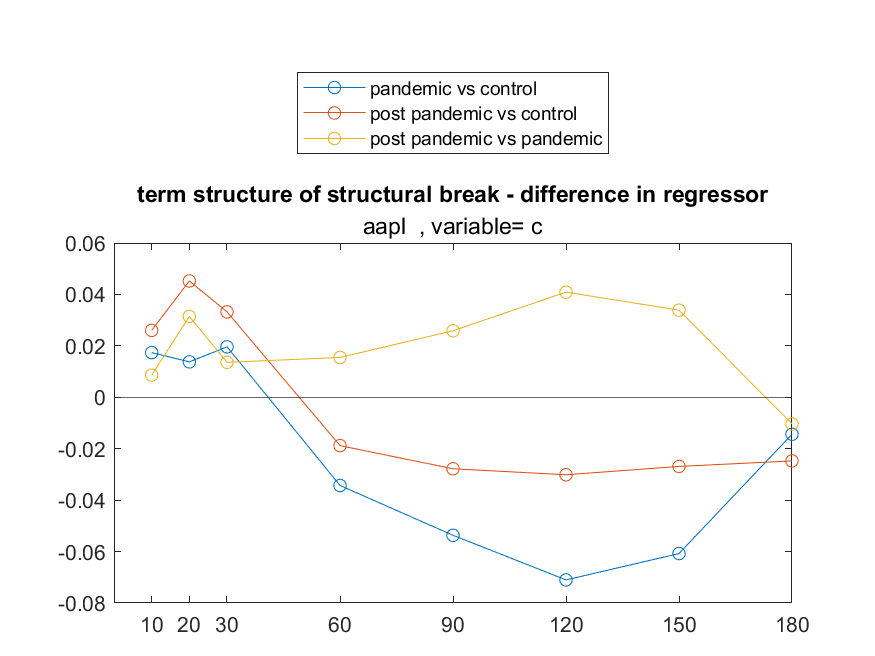 pandemic vs control
post pandemic vs control
post pandemic vs pandemic
term structure of structural break - difference in regressor
aapl  , variable= c
0.06
0.04
0.02
0
-0.02
-0.04
-0.06
-0.08
10 20 30 60 90 120 150 180